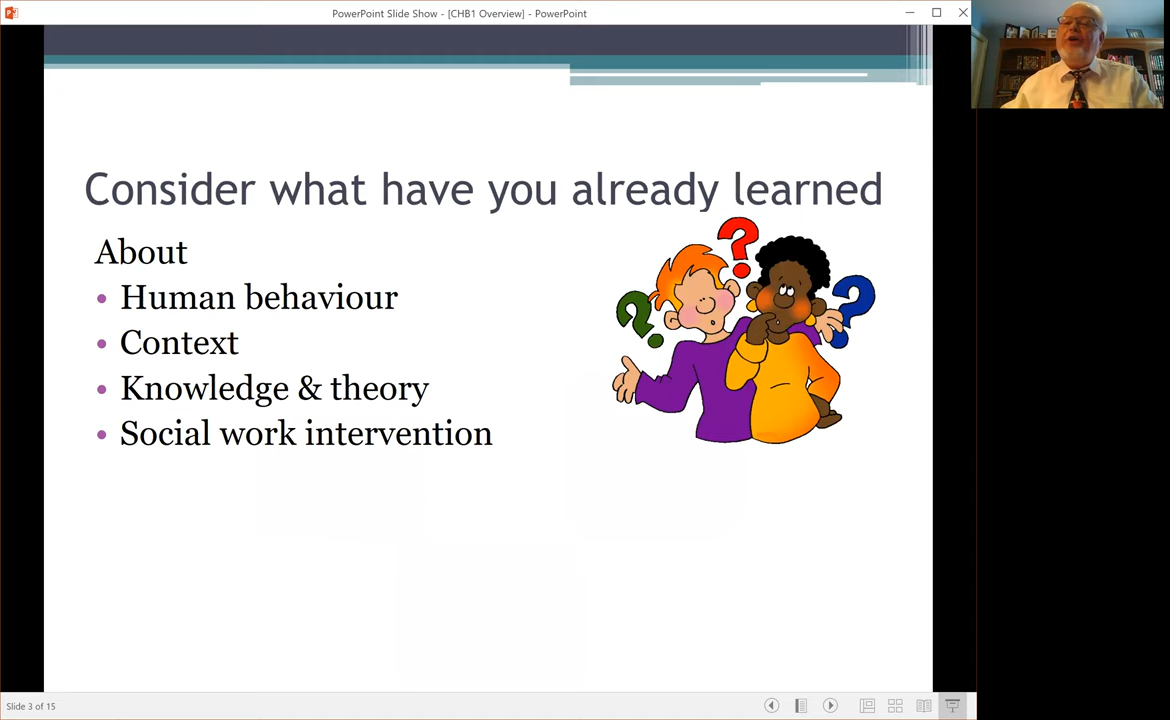 PowerPoint Slide Show - [CHB1 Overview] - PowerPoint
Consider what have you already learned
About
• Human behaviour
• Context
• Knowledge & theory
• Social work intervention
? ? ?
Slide 3 of 15